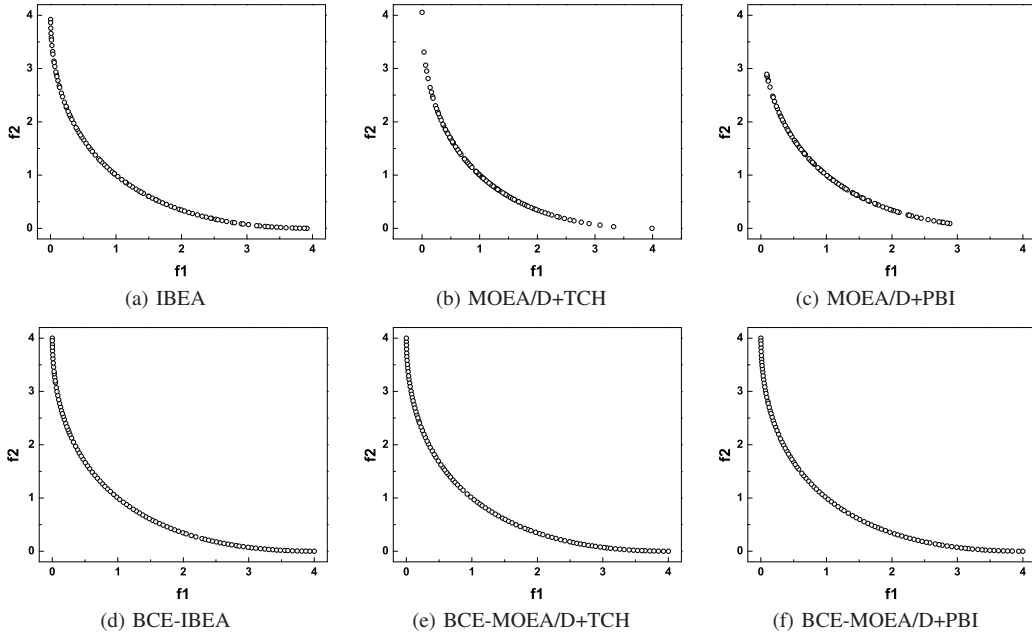 4
3
2
1
0
f2
0 1 2 3 4
f1
(a) IBEA
4
3
2
1
0
f2
0 1 2 3 4
f1
(b) MOEA/D+TCH
4
3
2
1
0
f2
0 1 2 3 4
f1
(c) MOEA/D+PBI
4
3
2
1
0
f2
0 1 2 3 4
f1
(d) BCE-IBEA
4
3
2
1
0
f2
0 1 2 3 4
f1
(e) BCE-MOEA/D+TCH
4
3
2
1
0
f2
0 1 2 3 4
f1
(f) BCE-MOEA/D+PBI